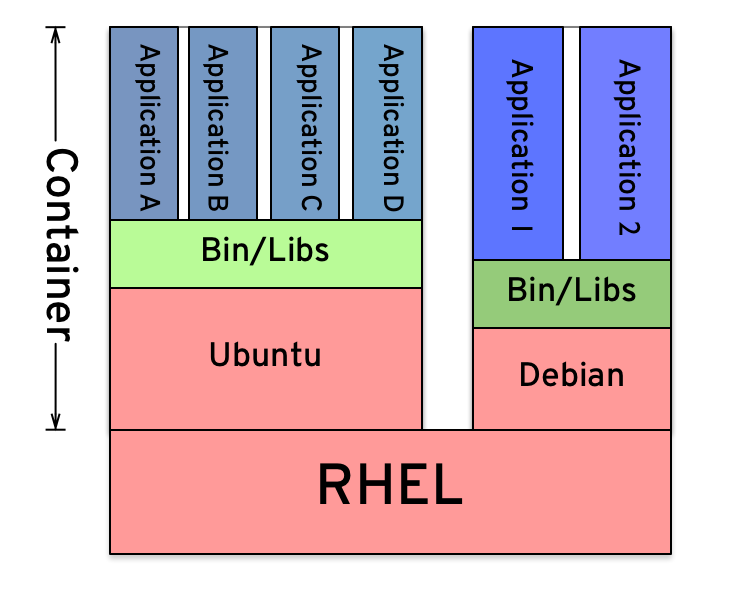 Container
Application A
Application B
Application C
Application D
Application 1
Application 2
Bin/Libs
Bin/Libs
Ubuntu
Debian
RHEL